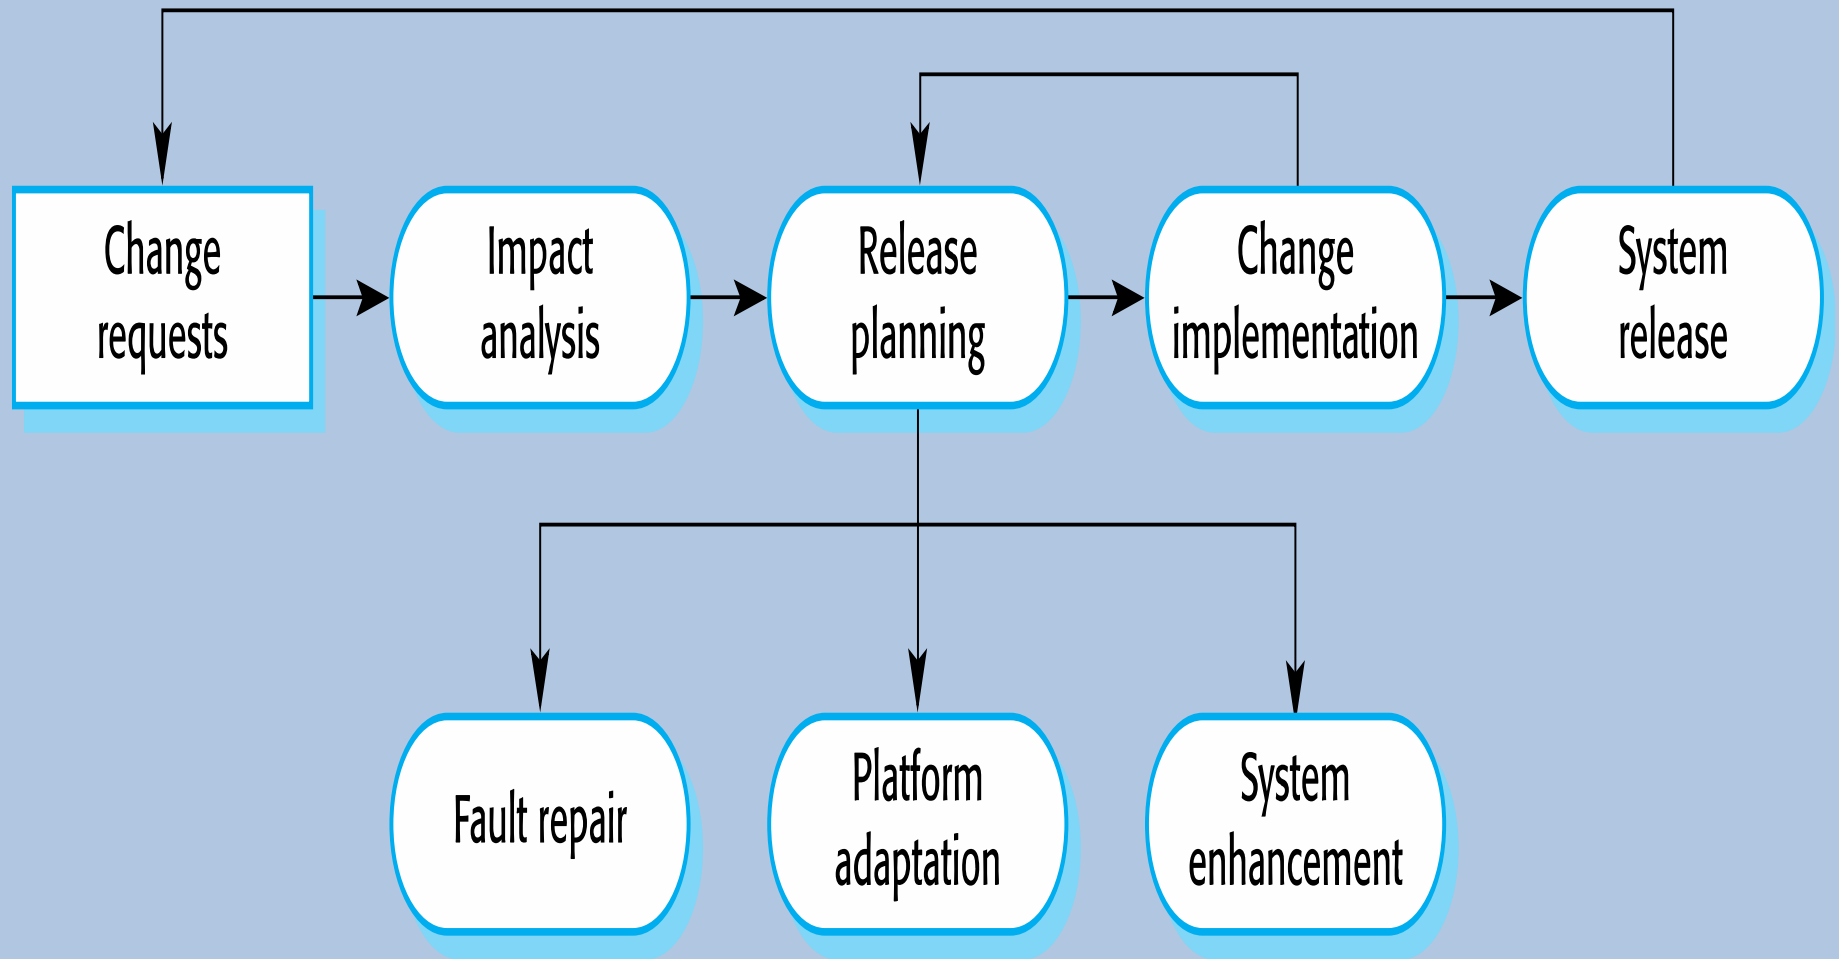 Change
requests
Impact
analysis
Release
planning
Change
implementation
System
release
Fault repair
Platform
adaptation
System
enhancement